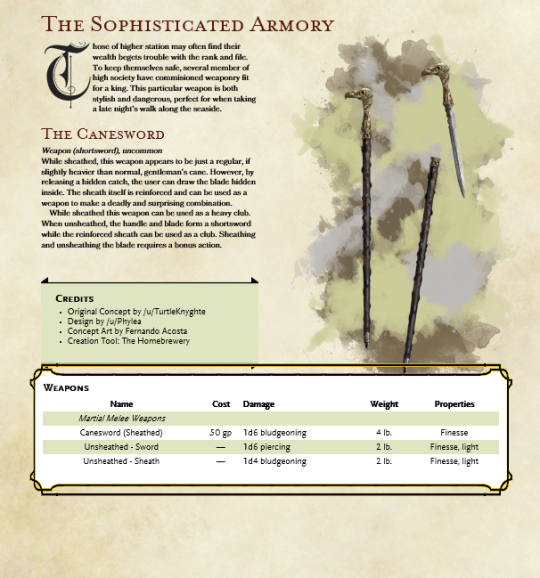 The Sophisticated Armory
Those of higher station may often find their
wealth begets trouble with the rank and file.
To keep themselves safe, several member of
high society have commisioned weaponry fit
for a king. This particular weapon is both
stylish and dangerous, perfect for when taking
a late night's walk along the seaside.
The Canesword
Weapon (shortsword), uncommon
While sheathed, this weapon appears to be just a regular, if
slightly heavier than normal, gentleman's cane. However, by
releasing a hidden catch, the user can draw the blade hidden
inside. The sheath itself is reinforced and can be used as a
weapon to make a deadly and surprising combination.
While sheathed this weapon can be used as a heavy club.
When unsheathed, the handle and blade form a shortsword
while the reinforced sheath can be used as a club. Sheathing
and unsheathing the blade requires a bonus action.
Credits
• Original Concept by /u/TurtleKnyghte
• Design by /u/Phylea
• Concept Art by Fernando Acosta
• Creation Tool: The Homebrewery
Weapons
Name Cost Damage Weight Properties
Martial Melee Weapons
Canesword (Sheathed) 50 gp 1d6 bludgeoning 4 lb. Finesse
Unsheathed - Sword — 1d6 piercing 2 lb. Finesse, light
Unsheathed - Sheath — 1d4 bludgeoning 2 lb. Finesse, light